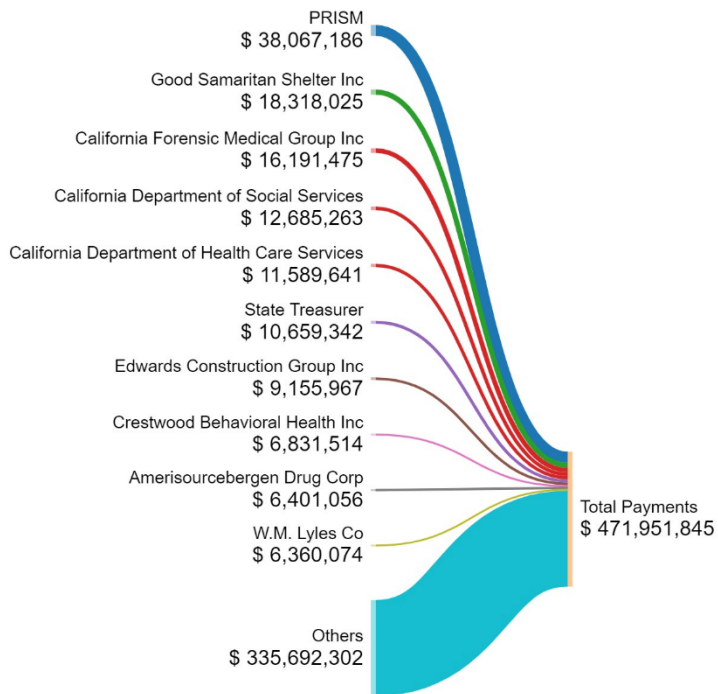 PRISM
$ 38,067,186
Good Samaritan Shelter Inc
$ 18,318,025
California Forensic Medical Group Inc
$ 16,191,475
California Department of Social Services
$ 12,685,263
California Department of Health Care Services
$ 11,589,641
State Treasurer
$ 10,659,342
Edwards Construction Group Inc
$ 9,155,967
Crestwood Behavioral Health Inc
$ 6,831,514
Amerisourcebergen Drug Corp
$ 6,401,056
W.M. Lyles Co
$ 6,360,074
Others
$ 335,692,302
Total Payments
$ 471,951,845